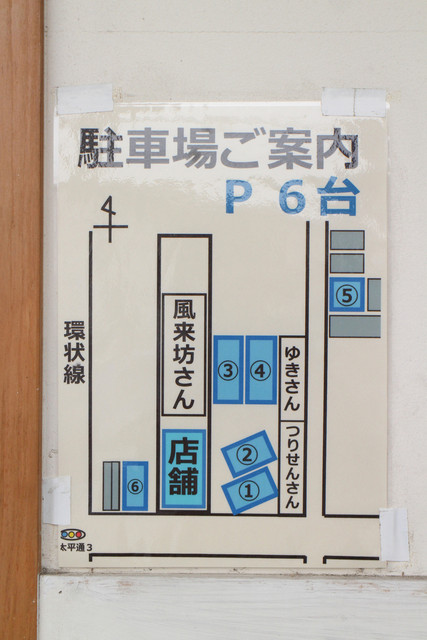 駐車場ご案内
P 6台
環状線
風来坊さん
店舗
③
④
⑤
ゆきさん
つりせんさん
②
①
⑥
太平通3